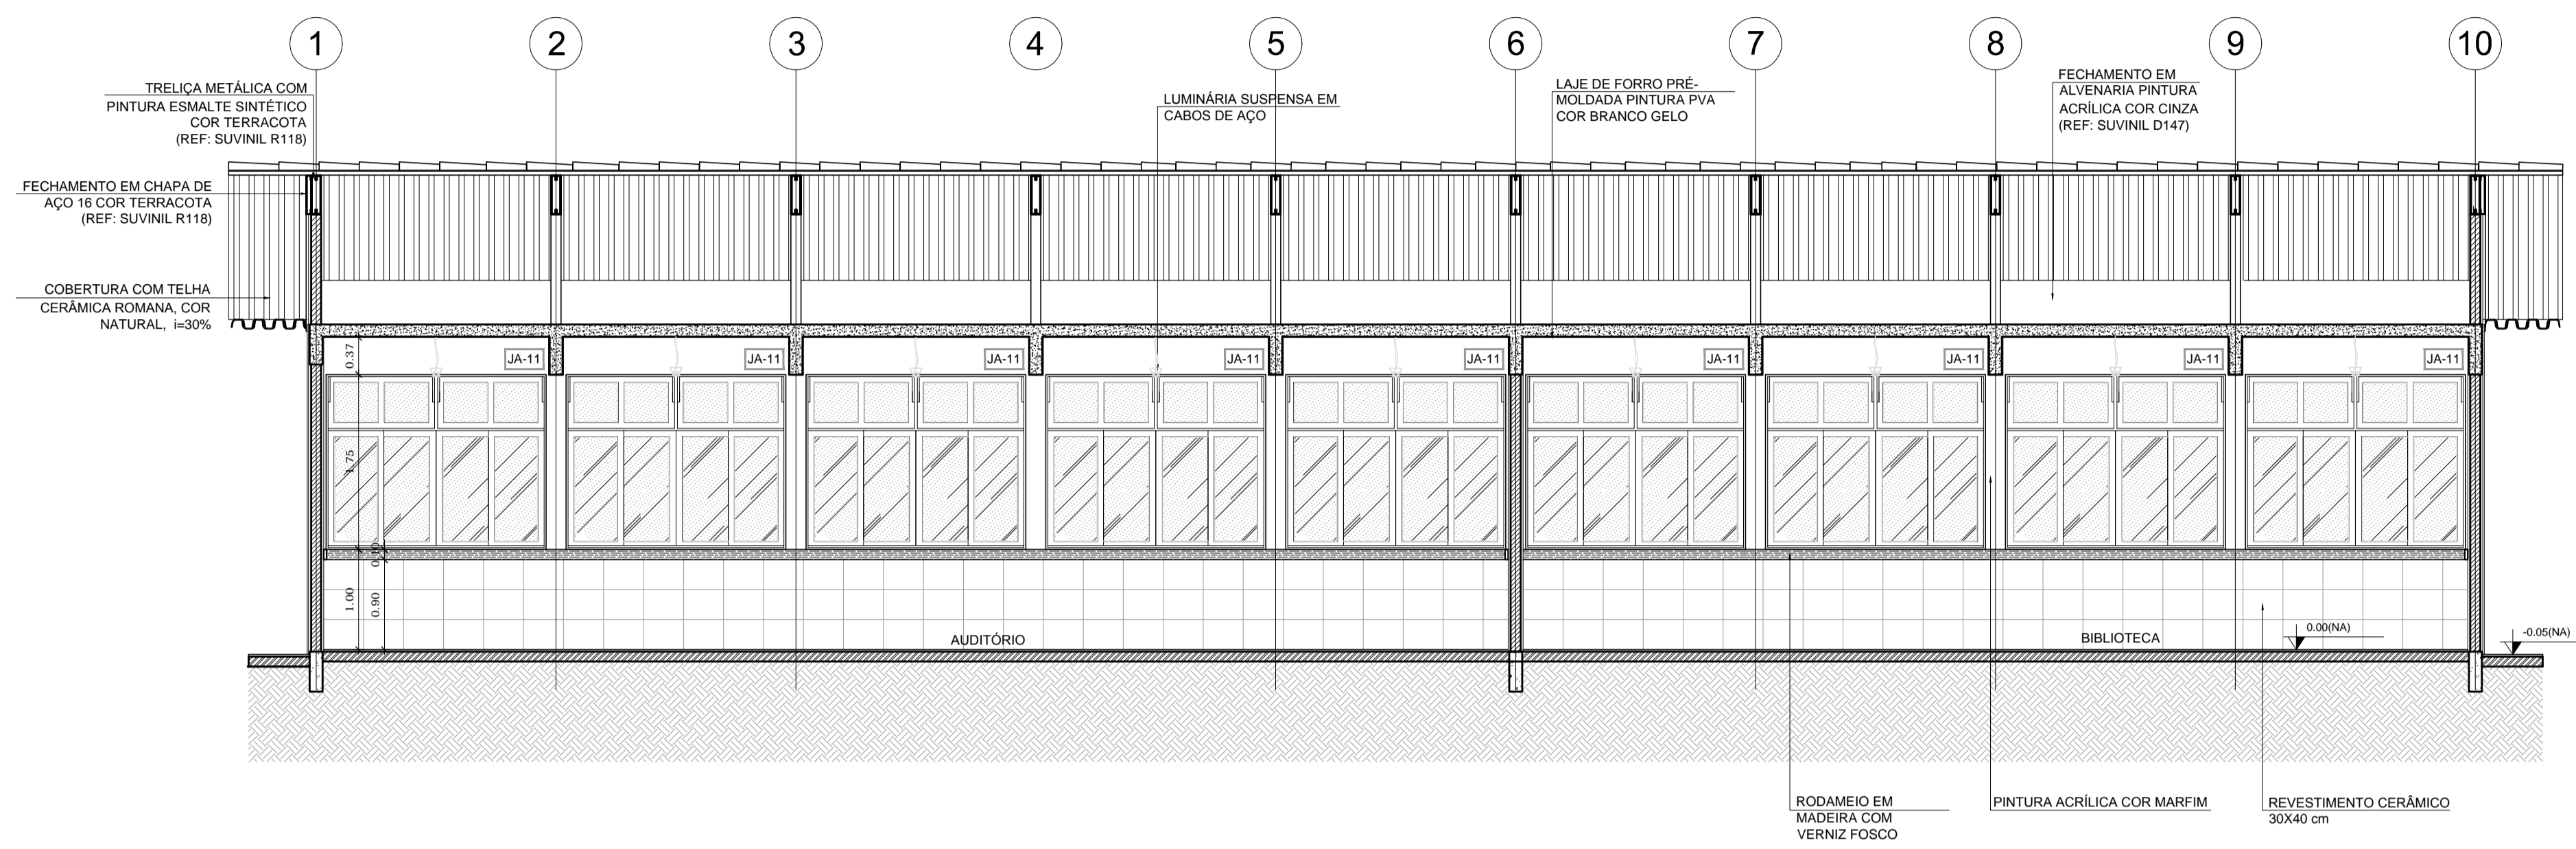 1
2
3
4
5
6
7
8
9
10
TRELIÇA METÁLICA COM
PINTURA ESMALTE SINTÉTICO
COR TERRACOTA
(REF: SUVINIL R118)
LUMINÁRIA SUSPENSA EM
CABOS DE AÇO
LAJE DE FORRO PRÉ-
MOLDADA PINTURA PVA
COR BRANCO GELO
FECHAMENTO EM
ALVENARIA PINTURA
ACRÍLICA COR CINZA
(REF: SUVINIL D147)
FECHAMENTO EM CHAPA DE
AÇO 16 COR TERRACOTA
(REF: SUVINIL R118)
COBERTURA COM TELHA
CERÂMICA ROMANA, COR
NATURAL, i=30%
0.37
JA-11
JA-11
JA-11
JA-11
JA-11
JA-11
JA-11
JA-11
JA-11
1.75
0.10
1.00
0.90
AUDITÓRIO
BIBLIOTECA
0.00(NA)
-0.05(NA)
RODAMEIO EM
MADEIRA COM
VERNIZ FOSCO
PINTURA ACRÍLICA COR MARFIM
REVESTIMENTO CERÂMICO
30X40 cm